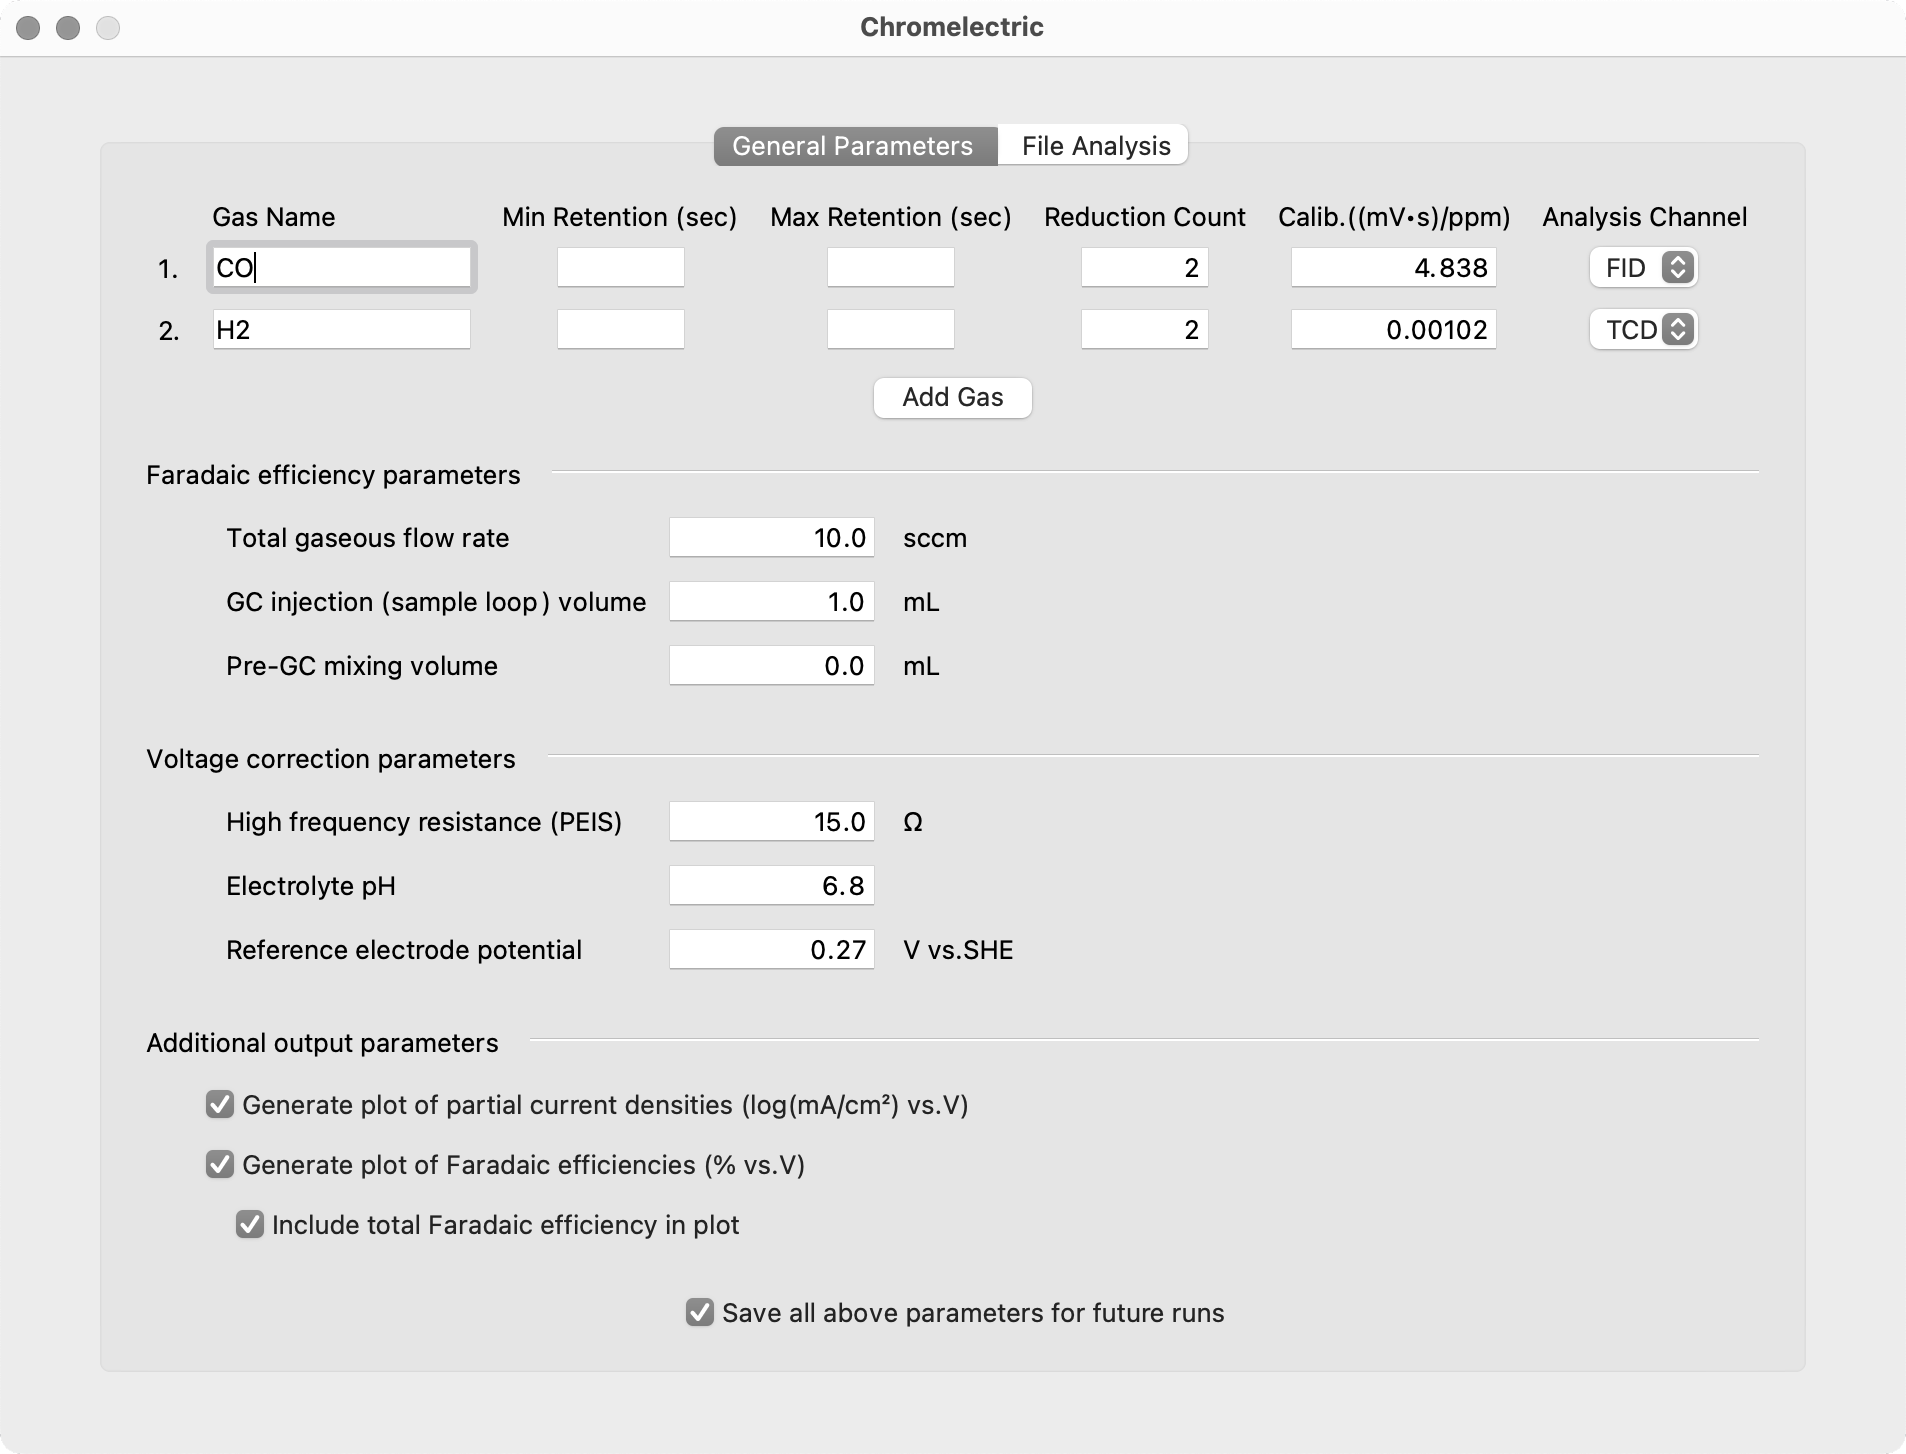 Chromelectric
General Parameters File Analysis
Gas Name Min Retention (sec) Max Retention (sec) Reduction Count Calib.((mV•s)/ppm) Analysis Channel
1. CO 2 4.838 FID
2. H2 2 0.00102 TCD
Add Gas
Faradaic efficiency parameters
Total gaseous flow rate 10.0 sccm
GC injection (sample loop) volume 1.0 mL
Pre-GC mixing volume 0.0 mL
Voltage correction parameters
High frequency resistance (PEIS) 15.0 Ω
Electrolyte pH 6.8
Reference electrode potential 0.27 V vs.SHE
Additional output parameters
Generate plot of partial current densities (log(mA/cm²) vs.V)
Generate plot of Faradaic efficiencies (% vs.V)
Include total Faradaic efficiency in plot
Save all above parameters for future runs